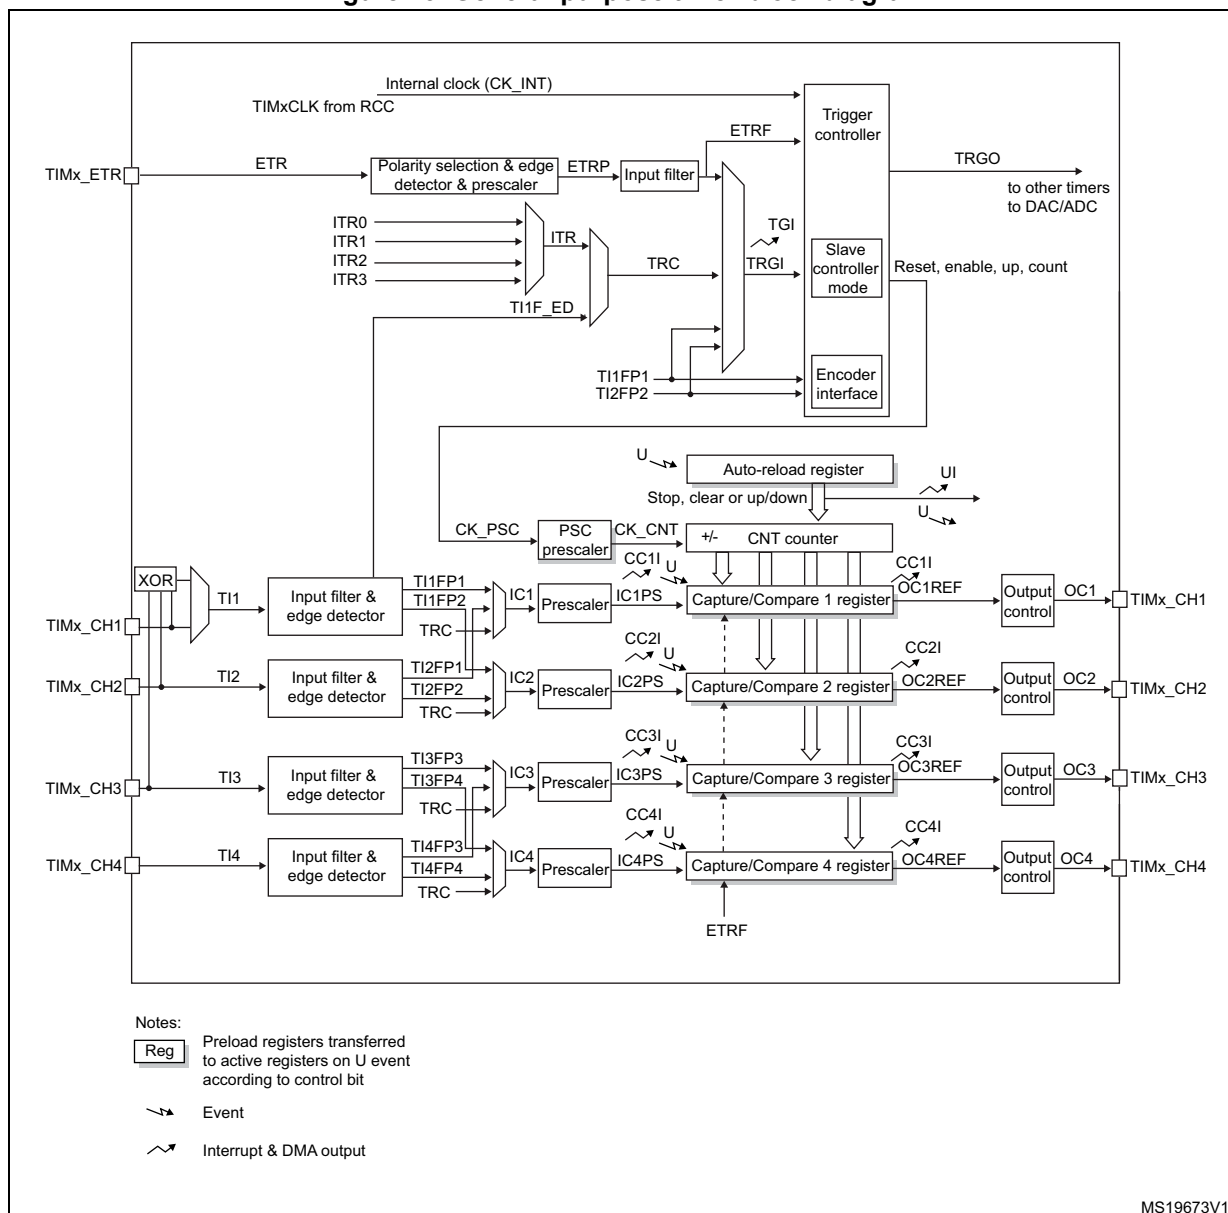 Internal clock (CK_INT)
TIMxCLK from RCC
Trigger
controller
ETRF
TIMx_ETR
ETR
Polarity selection & edge
detector & prescaler
ETRP
Input filter
TRGO
to other timers
to DAC/ADC
ITR0
ITR1
ITR2
ITR3
ITR
TRC
TGI
TRGI
Slave
controller
mode
Reset, enable, up, count
TI1F_ED
TI1FP1
TI2FP2
Encoder
interface
U
Auto-reload register
UI
Stop, clear or up/down
U
CK_PSC
PSC
prescaler
CK_CNT
+/-
CNT counter
XOR
TI1
TIMx_CH1
Input filter &
edge detector
TI1FP1
TI1FP2
TRC
IC1
Prescaler
IC1PS
CC1I
U
Capture/Compare 1 register
CC1I
OC1REF
Output
control
OC1
TIMx_CH1
TIMx_CH2
TI2
Input filter &
edge detector
TI2FP1
TI2FP2
TRC
IC2
Prescaler
IC2PS
CC2I
U
Capture/Compare 2 register
CC2I
OC2REF
Output
control
OC2
TIMx_CH2
TIMx_CH3
TI3
Input filter &
edge detector
TI3FP3
TI3FP4
TRC
IC3
Prescaler
IC3PS
CC3I
U
Capture/Compare 3 register
CC3I
OC3REF
Output
control
OC3
TIMx_CH3
TIMx_CH4
TI4
Input filter &
edge detector
TI4FP3
TI4FP4
TRC
IC4
Prescaler
IC4PS
CC4I
U
Capture/Compare 4 register
CC4I
OC4REF
Output
control
OC4
TIMx_CH4
ETRF
Notes:
Reg
Preload registers transferred
to active registers on U event
according to control bit
Event
Interrupt & DMA output
MS19673V1